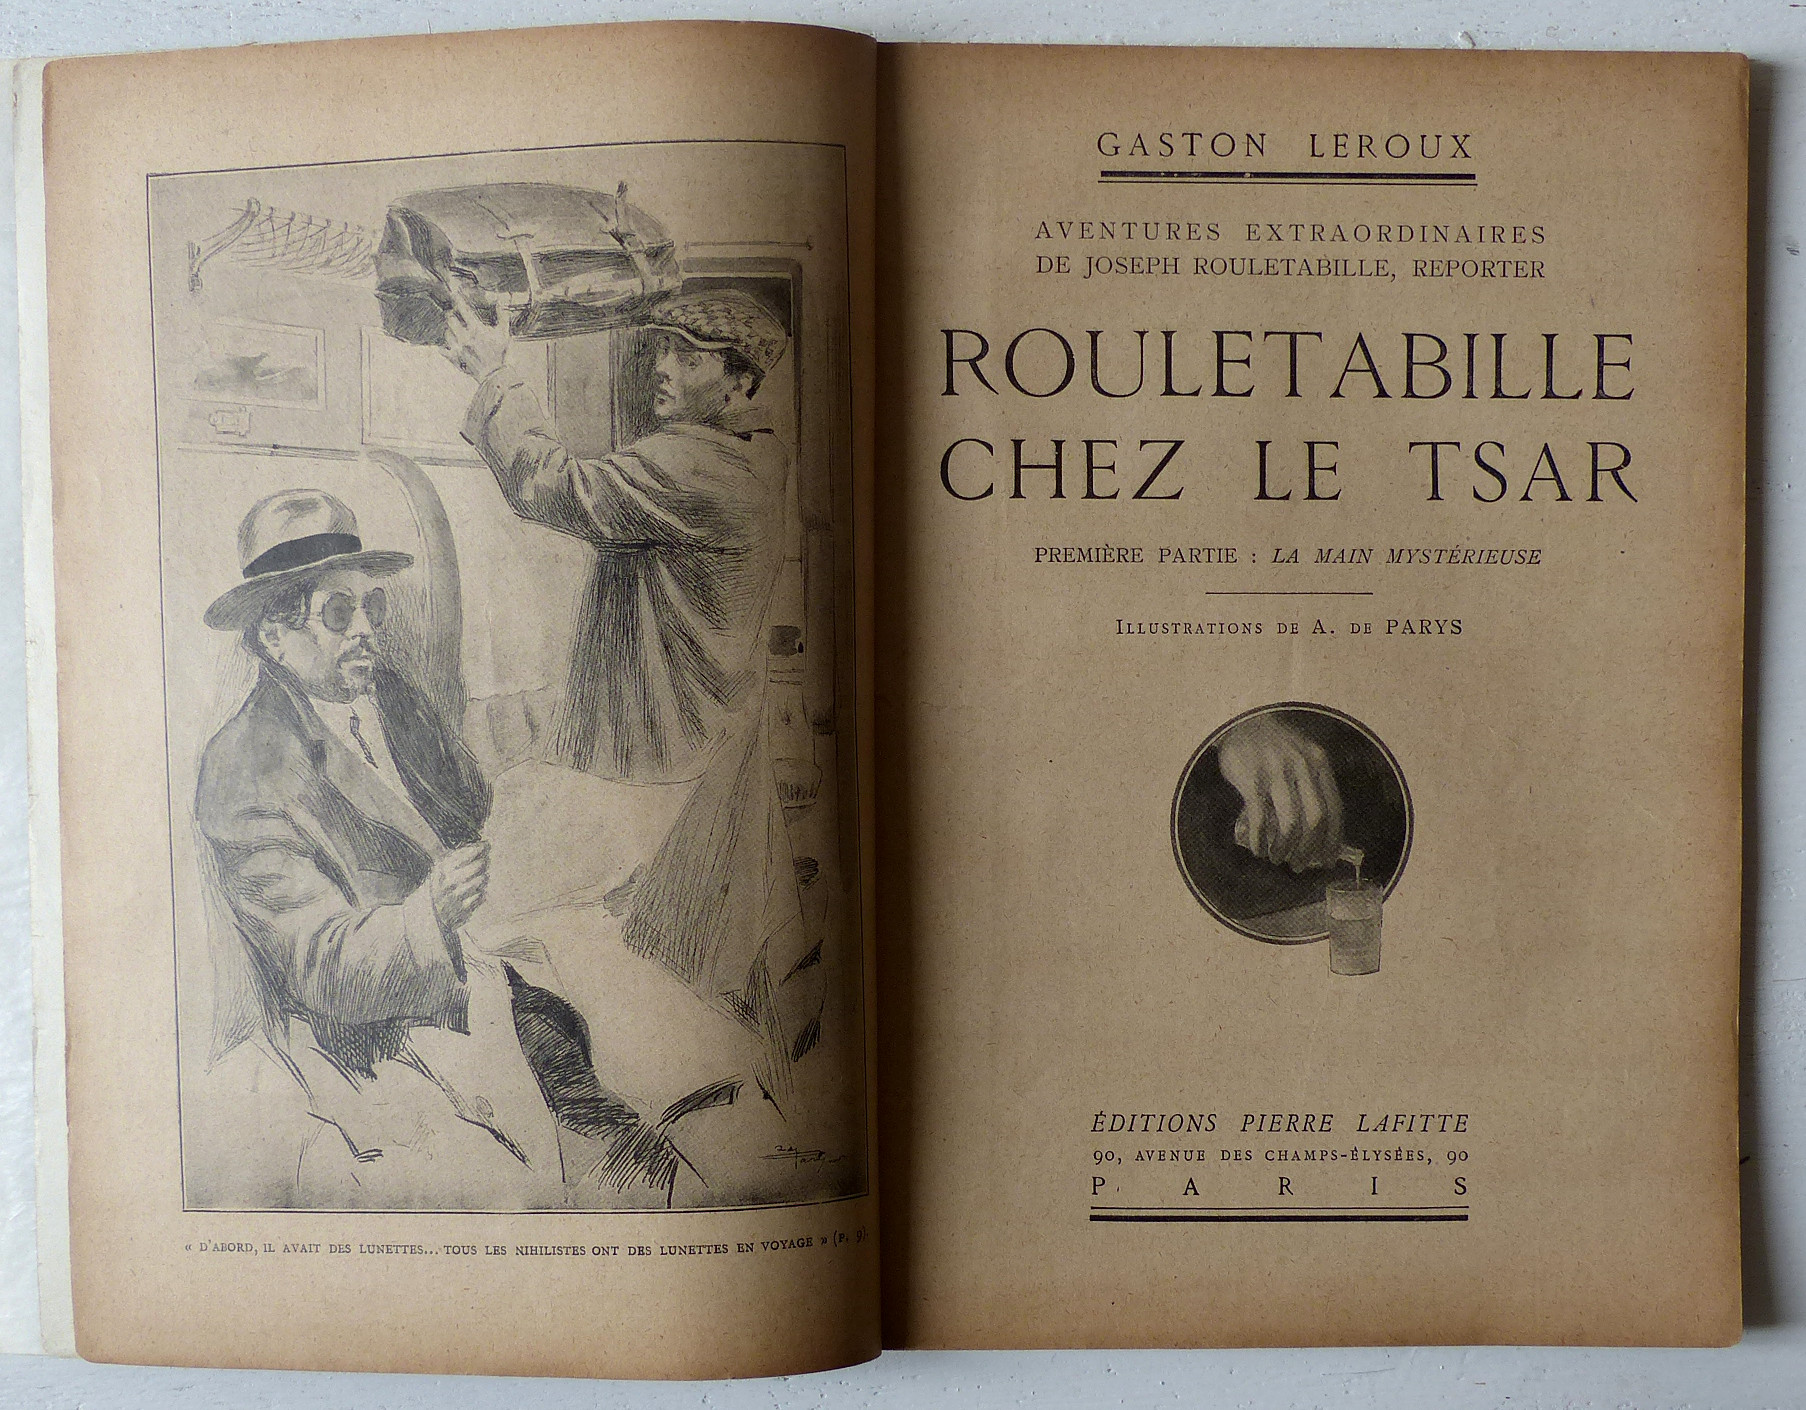 « D'ABORD, IL AVAIT DES LUNETTES... TOUS LES NIHILISTES ONT DES LUNETTES EN VOYAGE » (P. 9).
GASTON LEROUX
AVENTURES EXTRAORDINAIRES
DE JOSEPH ROULETABILLE, REPORTER
ROULETABILLE
CHEZ LE TSAR
PREMIÈRE PARTIE : LA MAIN MYSTÉRIEUSE
ILLUSTRATIONS DE A. DE PARYS
ÉDITIONS PIERRE LAFITTE
90, AVENUE DES CHAMPS-ÉLYSÉES, 90
PARIS